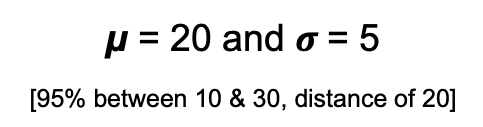 μ = 20 and σ = 5
[95% between 10 & 30, distance of 20]